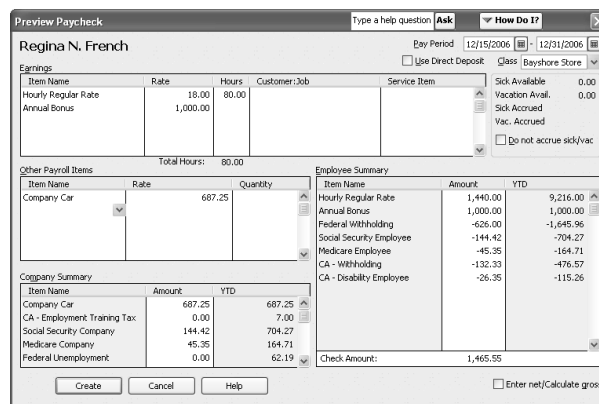 Preview Paycheck Type a help question Ask How Do I?
Regina N. French
Pay Period 12/15/2006 - 12/31/2006
Use Direct Deposit Class Bayshore Store
Earnings
Item Name Rate Hours Customer:Job Service Item
Hourly Regular Rate 18.00 80.00
Annual Bonus 1,000.00
Total Hours: 80.00
Sick Available 0.00
Vacation Avail. 0.00
Sick Accrued
Vac. Accrued
Do not accrue sick/vac
Other Payroll Items
Item Name Rate Quantity
Company Car 687.25
Employee Summary
Item Name Amount YTD
Hourly Regular Rate 1,440.00 9,216.00
Annual Bonus 1,000.00 1,000.00
Federal Withholding -626.00 -1,645.96
Social Security Employee -144.42 -704.27
Medicare Employee -45.35 -164.71
CA - Withholding -132.33 -476.57
CA - Disability Employee -26.35 -115.26
Check Amount: 1,465.55
Company Summary
Item Name Amount YTD
Company Car 687.25 687.25
CA - Employment Training Tax 0.00 7.00
Social Security Company 144.42 704.27
Medicare Company 45.35 164.71
Federal Unemployment 0.00 62.19
Create Cancel Help
Enter net/Calculate gros